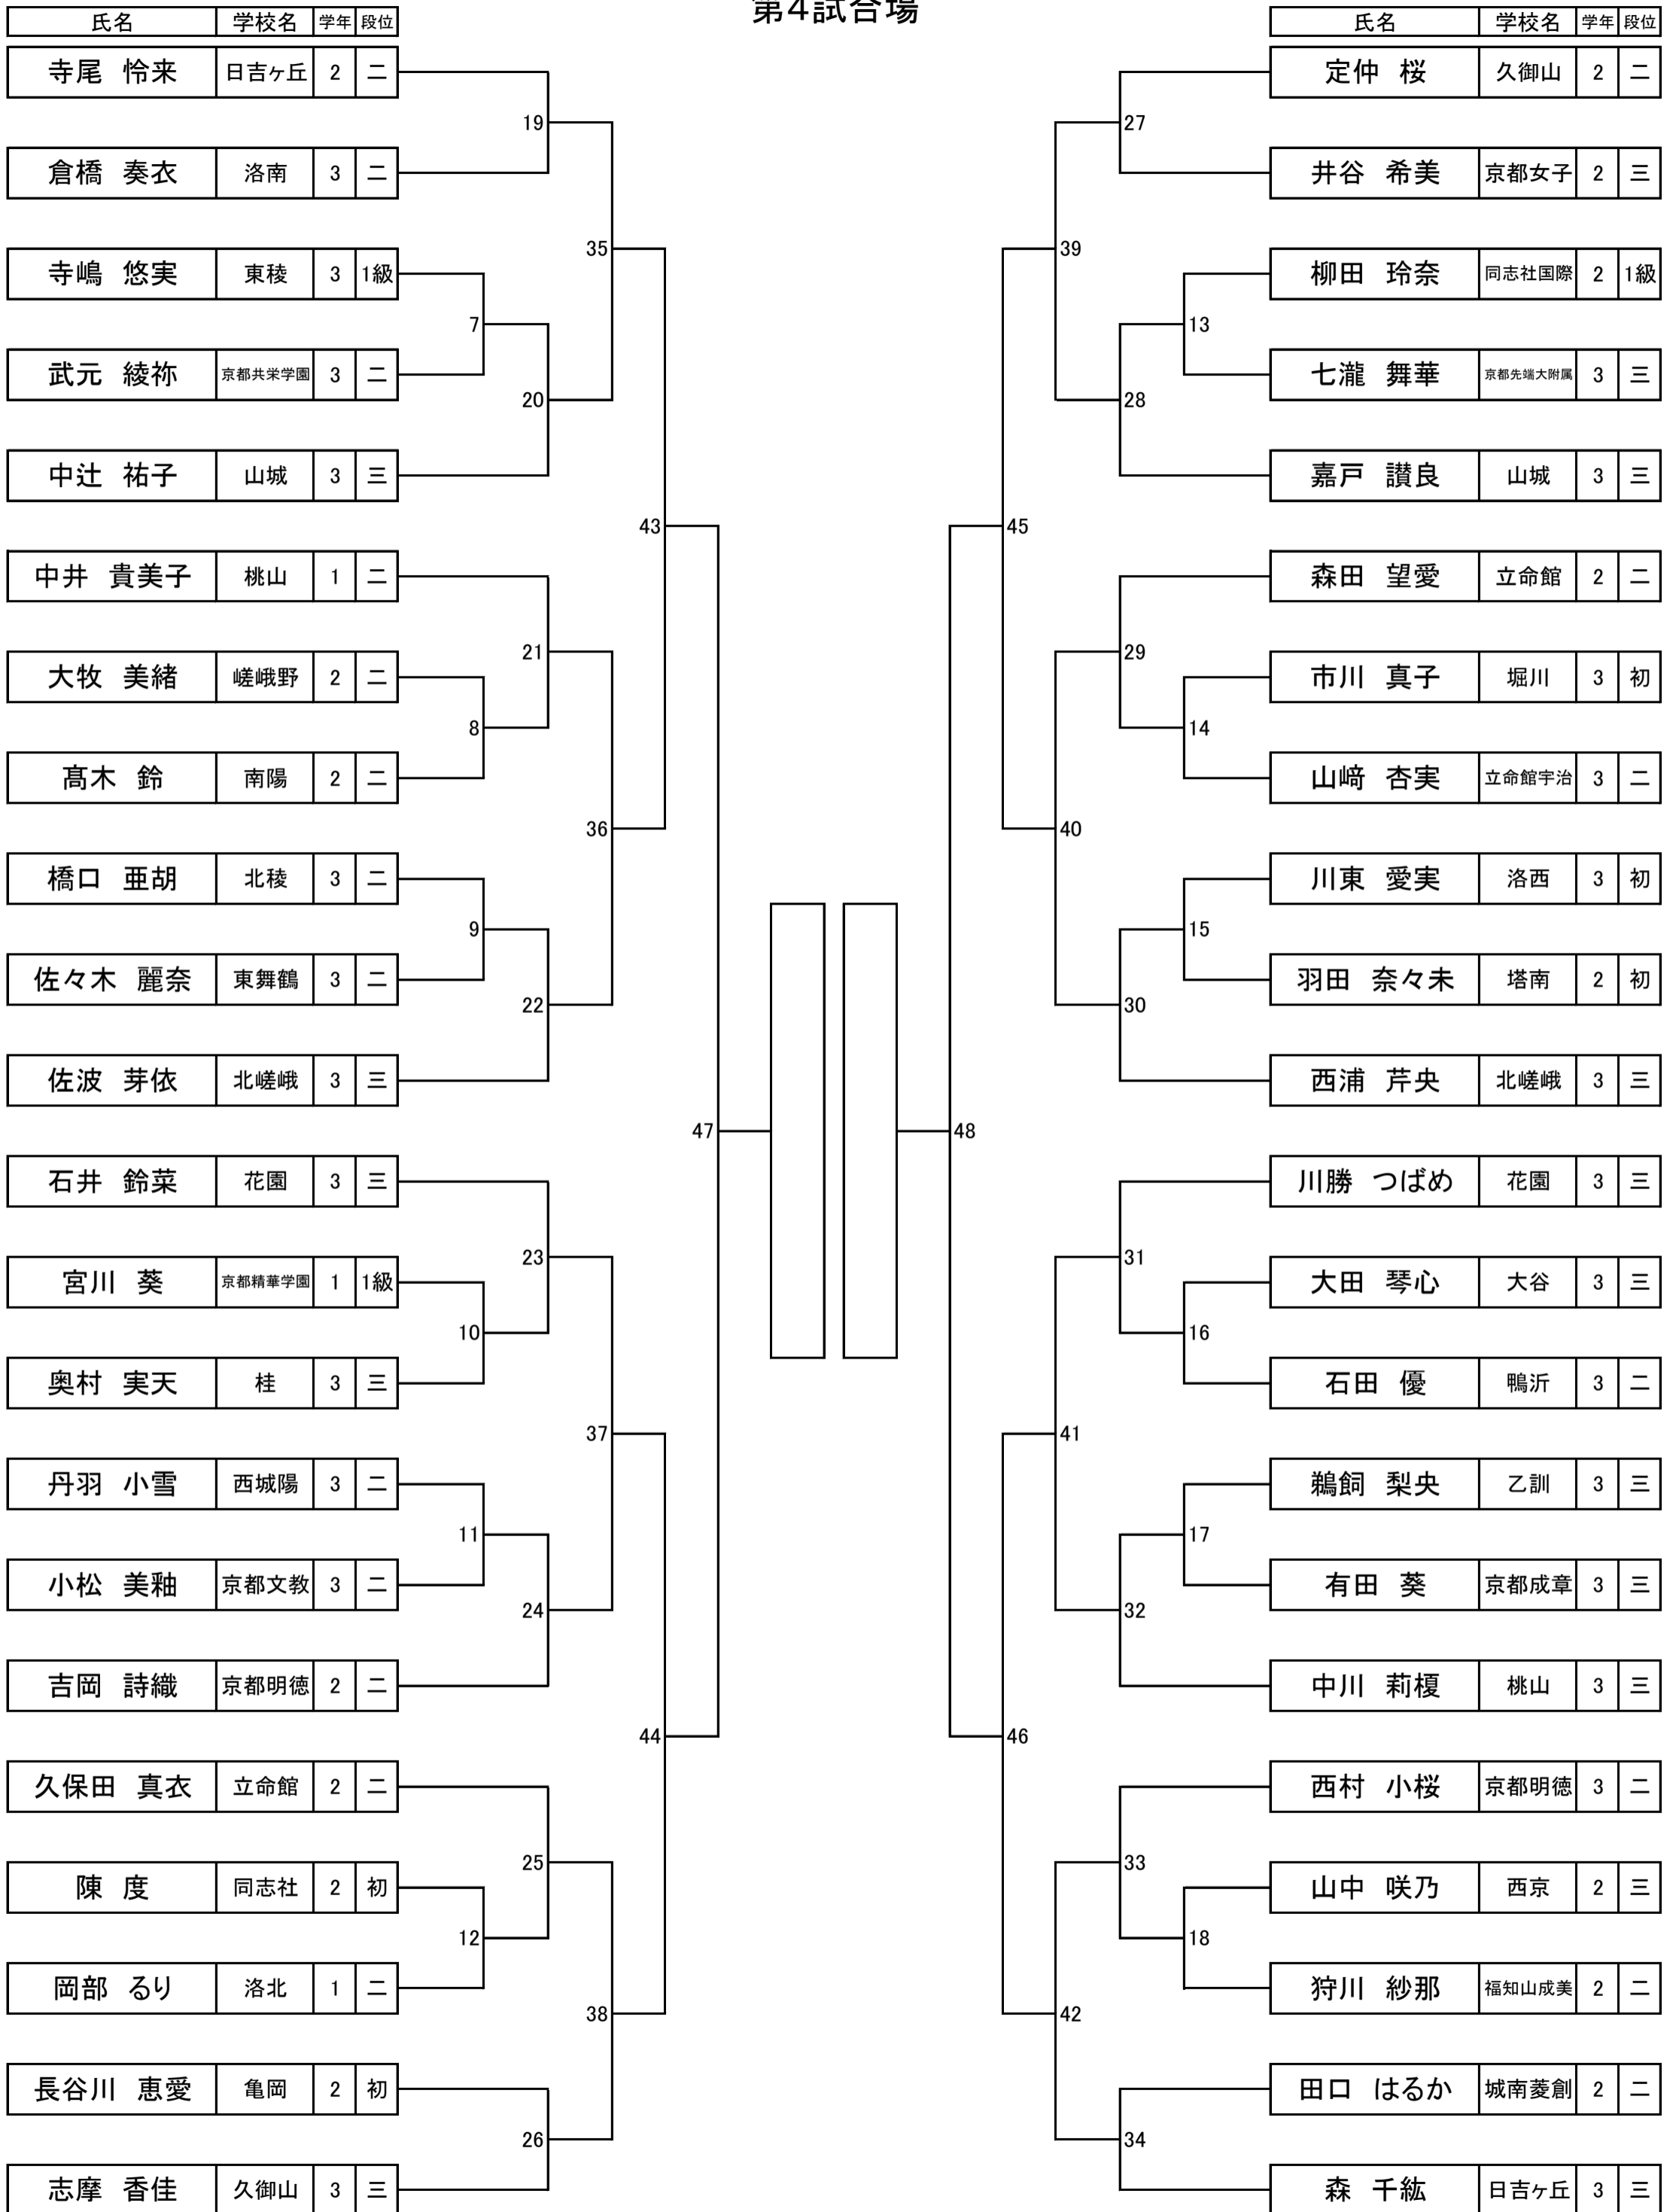 第4試合場
氏名 学校名 学年 段位
寺尾 怜来 日吉ヶ丘 2 二
19
倉橋 奏衣 洛南 3 二
35
寺嶋 悠実 東稜 3 1級
7
武元 綾祢 京都共栄学園 3 二
20
中辻 祐子 山城 3 三
43
中井 貴美子 桃山 1 二
21
大牧 美緒 嵯峨野 2 二
8
髙木 鈴 南陽 2 二
36
橋口 亜胡 北稜 3 二
9
佐々木 麗奈 東舞鶴 3 二
22
佐波 芽依 北嵯峨 3 三
47
石井 鈴菜 花園 3 三
23
宮川 葵 京都精華学園 1 1級
10
奥村 実天 桂 3 三
37
丹羽 小雪 西城陽 3 二
11
小松 美釉 京都文教 3 二
24
吉岡 詩織 京都明徳 2 二
44
久保田 真衣 立命館 2 二
25
陳 度 同志社 2 初
12
岡部 るり 洛北 1 二
38
長谷川 恵愛 亀岡 2 初
26
志摩 香佳 久御山 3 三
氏名 学校名 学年 段位
定仲 桜 久御山 2 二
27
井谷 希美 京都女子 2 三
39
柳田 玲奈 同志社国際 2 1級
13
七瀧 舞華 京都先端大附属 3 三
28
嘉戸 讃良 山城 3 三
45
森田 望愛 立命館 2 二
29
市川 真子 堀川 3 初
14
山﨑 杏実 立命館宇治 3 二
40
川東 愛実 洛西 3 初
15
羽田 奈々未 塔南 2 初
30
西浦 芹央 北嵯峨 3 三
48
川勝 つばめ 花園 3 三
31
大田 琴心 大谷 3 三
16
石田 優 鴨沂 3 二
41
鵜飼 梨央 乙訓 3 三
17
有田 葵 京都成章 3 三
32
中川 莉榎 桃山 3 三
46
西村 小桜 京都明徳 3 二
33
山中 咲乃 西京 2 三
18
狩川 紗那 福知山成美 2 二
42
田口 はるか 城南菱創 2 二
34
森 千紘 日吉ヶ丘 3 三